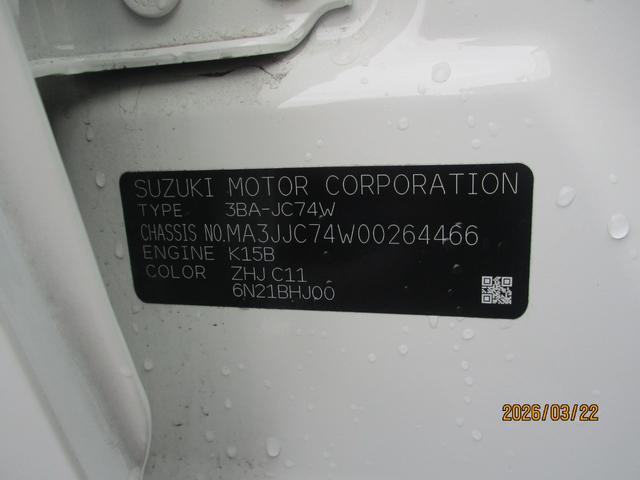 SUZUKI MOTOR CORPORATION
TYPE 3BA-JC74W
CHASSIS NO. MA3JJC74W00264466
ENGINE K15B
COLOR ZHJ C11
6N21BHJ00
2026/03/22